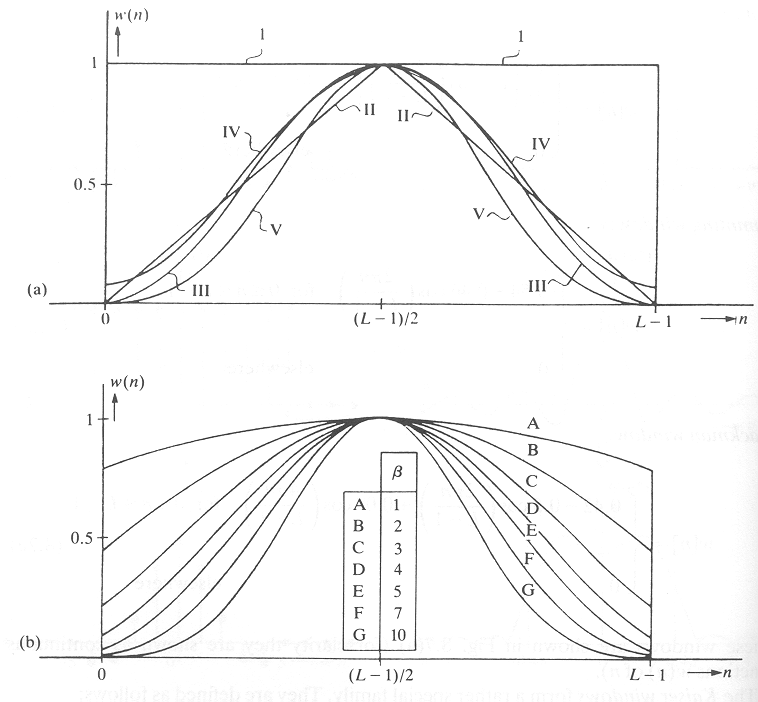 w(n)
1 1
1
II II
IV IV
0.5
V V
III III
(a)
0 (L − 1)/2 L − 1 n
w(n)
1
A
B
β
C
A 1
D
B 2
E
C 3
0.5
D 4
F
E 5
G
F 7
G 10
(b)
0 (L−1)/2 L − 1 n